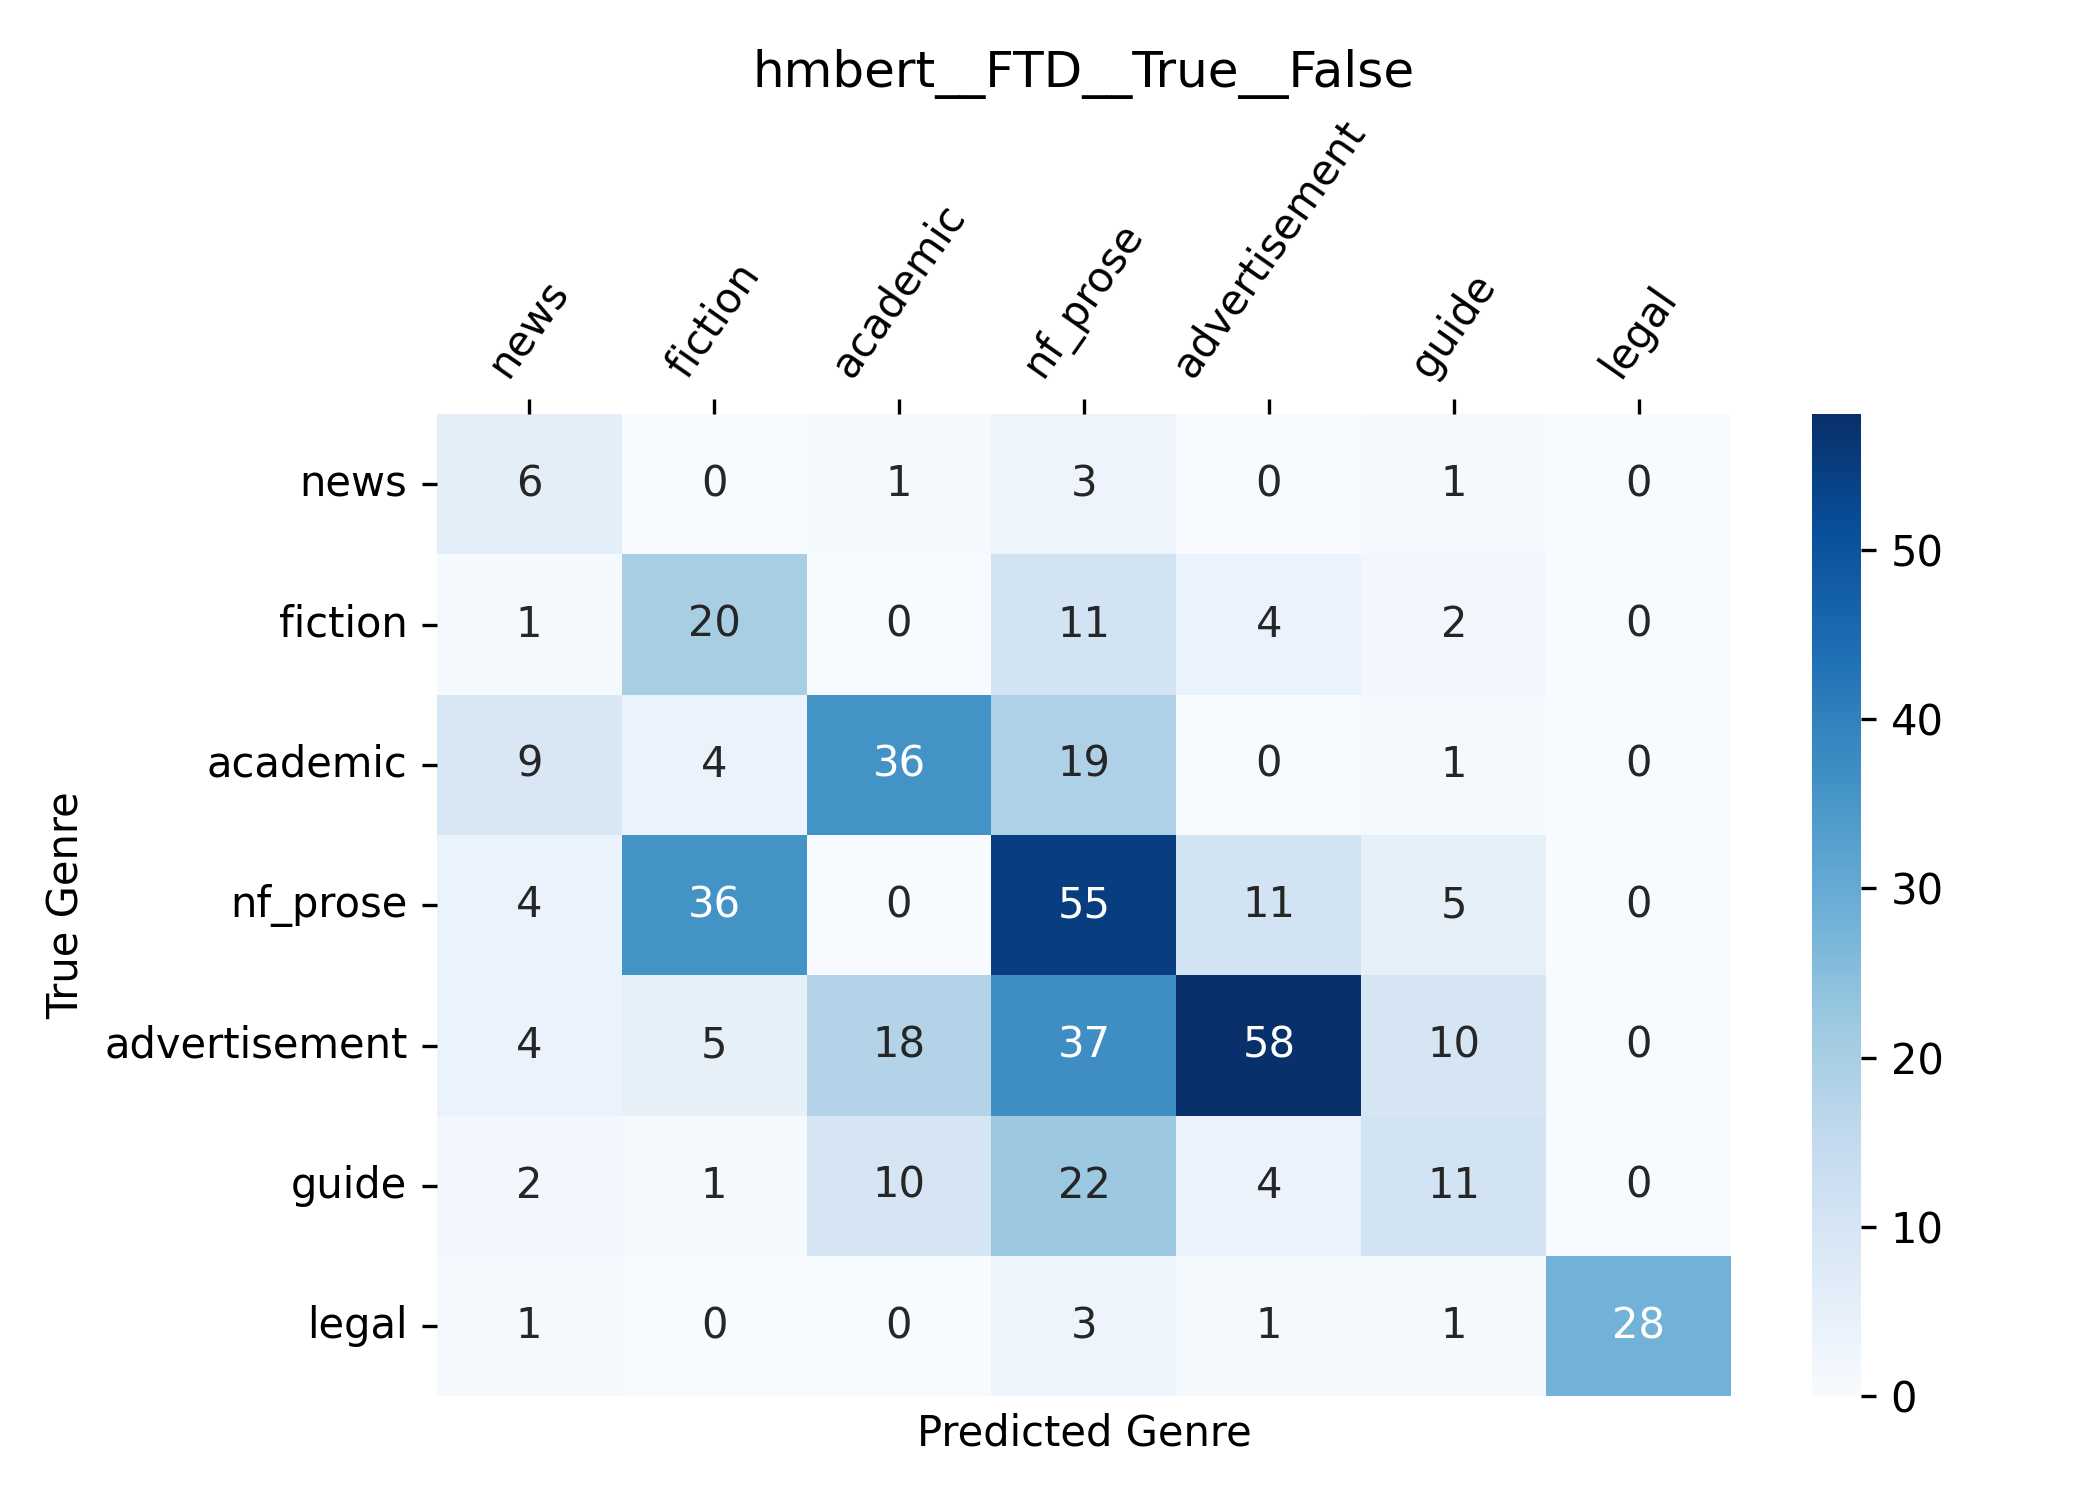 hmbert__FTD__True__False
news fiction academic nf_prose advertisement guide legal
news 6 0 1 3 0 1 0
fiction 1 20 0 11 4 2 0
academic 9 4 36 19 0 1 0
nf_prose 4 36 0 55 11 5 0
advertisement 4 5 18 37 58 10 0
guide 2 1 10 22 4 11 0
legal 1 0 0 3 1 1 28
True Genre
Predicted Genre
50
40
30
20
10
0